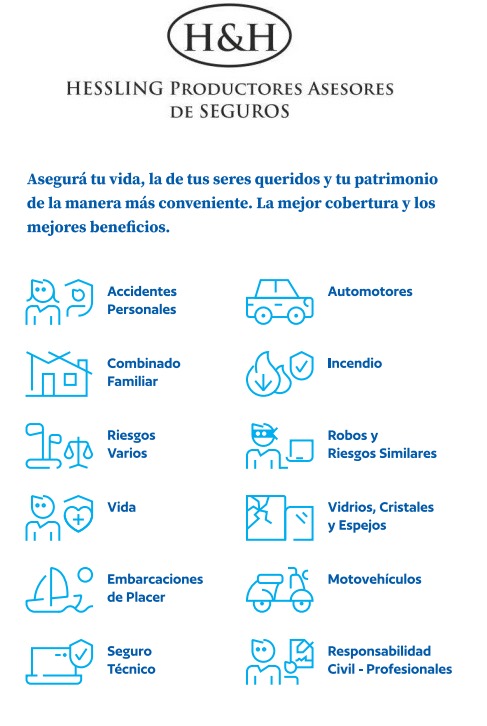 H&H
HESSLING PRODUCTORES ASESORES
DE SEGUROS
Asegurá tu vida, la de tus seres queridos y tu patrimonio
de la manera más conveniente. La mejor cobertura y los
mejores beneficios.
Accidentes
Personales
Automotores
Combinado
Familiar
Incendio
Riesgos
Varios
Robos y
Riesgos Similares
Vida
Vidrios, Cristales
y Espejos
Embarcaciones
de Placer
Motovehículos
Seguro
Técnico
Responsabilidad
Civil - Profesionales